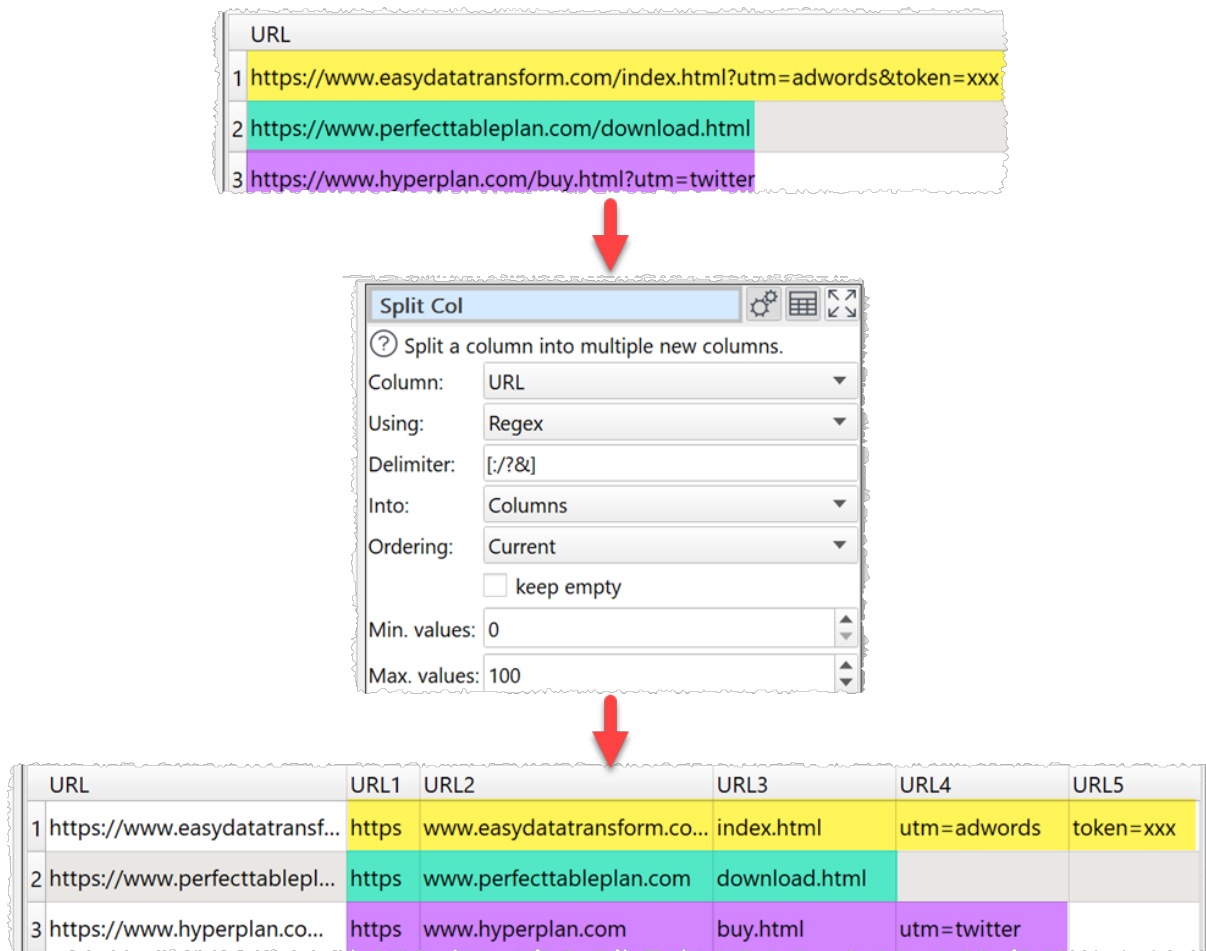 URL
1 https://www.easydatatransform.com/index.html?utm=adwords&token=xxx
2 https://www.perfecttableplan.com/download.html
3 https://www.hyperplan.com/buy.html?utm=twitter
Split Col
? Split a column into multiple new columns.
Column: URL
Using: Regex
Delimiter: [:/?&]
Into: Columns
Ordering: Current
keep empty
Min. values: 0
Max. values: 100
URL URL1 URL2 URL3 URL4 URL5
1 https://www.easydatatransf... https www.easydatatransform.co... index.html utm=adwords token=xxx
2 https://www.perfecttablepl... https www.perfecttableplan.com download.html
3 https://www.hyperplan.co... https www.hyperplan.com buy.html utm=twitter